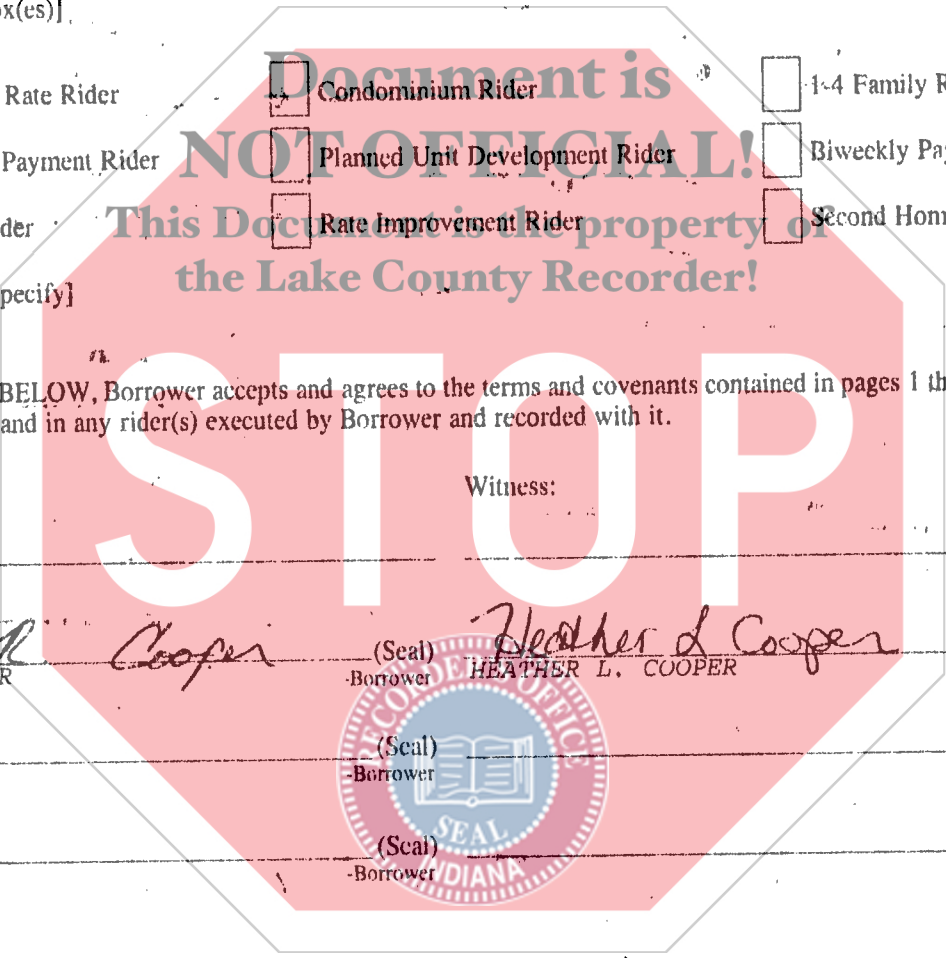 ox(es)]
Document is
Rate Rider Condominium Rider 1-4 Family R
NOT OFFICIAL!
Payment Rider Planned Unit Development Rider Biweekly Pay
This Document is the property of
der Rate Improvement Rider Second Hom
the Lake County Recorder!
pecify]
STOP
BELOW, Borrower accepts and agrees to the terms and covenants contained in pages 1 th
and in any rider(s) executed by Borrower and recorded with it.
Witness:
R Cooper (Seal) Heather L Cooper
R -Borrower HEATHER L. COOPER
RECORDER'S OFFICE
(Seal)
-Borrower
SEAL
(Seal)
-Borrower
INDIANA